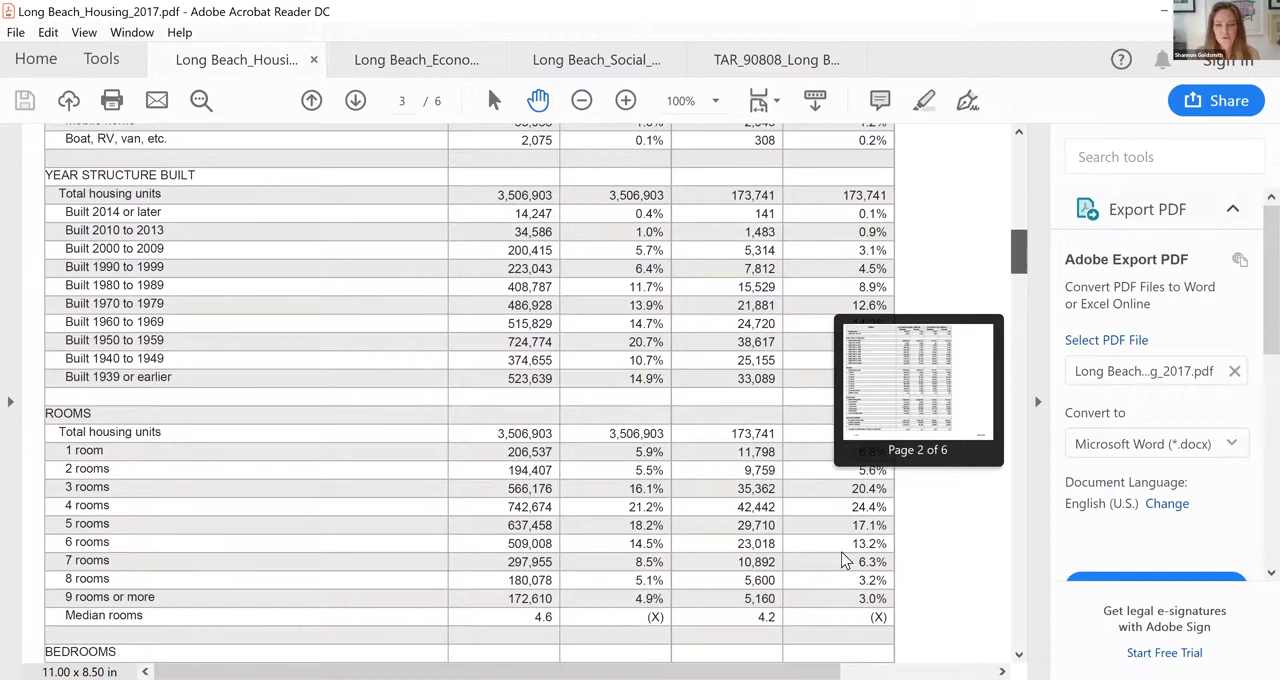 Long Beach_Housing_2017.pdf - Adobe Acrobat Reader DC
File Edit View Window Help
Shannon Goldsmith
Home Tools Long Beach_Housi... × Long Beach_Econo... Long Beach_Social_... TAR_90808_Long B... Sign In
3 / 6 100% Share
Boat, RV, van, etc. 2,075 0.1% 308 0.2%
YEAR STRUCTURE BUILT
Total housing units 3,506,903 3,506,903 173,741 173,741
Built 2014 or later 14,247 0.4% 141 0.1%
Built 2010 to 2013 34,586 1.0% 1,483 0.9%
Built 2000 to 2009 200,415 5.7% 5,314 3.1%
Built 1990 to 1999 223,043 6.4% 7,812 4.5%
Built 1980 to 1989 408,787 11.7% 15,529 8.9%
Built 1970 to 1979 486,928 13.9% 21,881 12.6%
Built 1960 to 1969 515,829 14.7% 24,720
Built 1950 to 1959 724,774 20.7% 38,617
Built 1940 to 1949 374,655 10.7% 25,155
Built 1939 or earlier 523,639 14.9% 33,089
ROOMS
Total housing units 3,506,903 3,506,903 173,741
1 room 206,537 5.9% 11,798 6.8%
2 rooms 194,407 5.5% 9,759 5.6%
3 rooms 566,176 16.1% 35,362 20.4%
4 rooms 742,674 21.2% 42,442 24.4%
5 rooms 637,458 18.2% 29,710 17.1%
6 rooms 509,008 14.5% 23,018 13.2%
7 rooms 297,955 8.5% 10,892 6.3%
8 rooms 180,078 5.1% 5,600 3.2%
9 rooms or more 172,610 4.9% 5,160 3.0%
Median rooms 4.6 (X) 4.2 (X)
BEDROOMS
Page 2 of 6
11.00 x 8.50 in
Search tools
Export PDF
Adobe Export PDF
Convert PDF Files to Word
or Excel Online
Select PDF File
Long Beach...g_2017.pdf
Convert to
Microsoft Word (*.docx)
Document Language:
English (U.S.) Change
Get legal e-signatures
with Adobe Sign
Start Free Trial